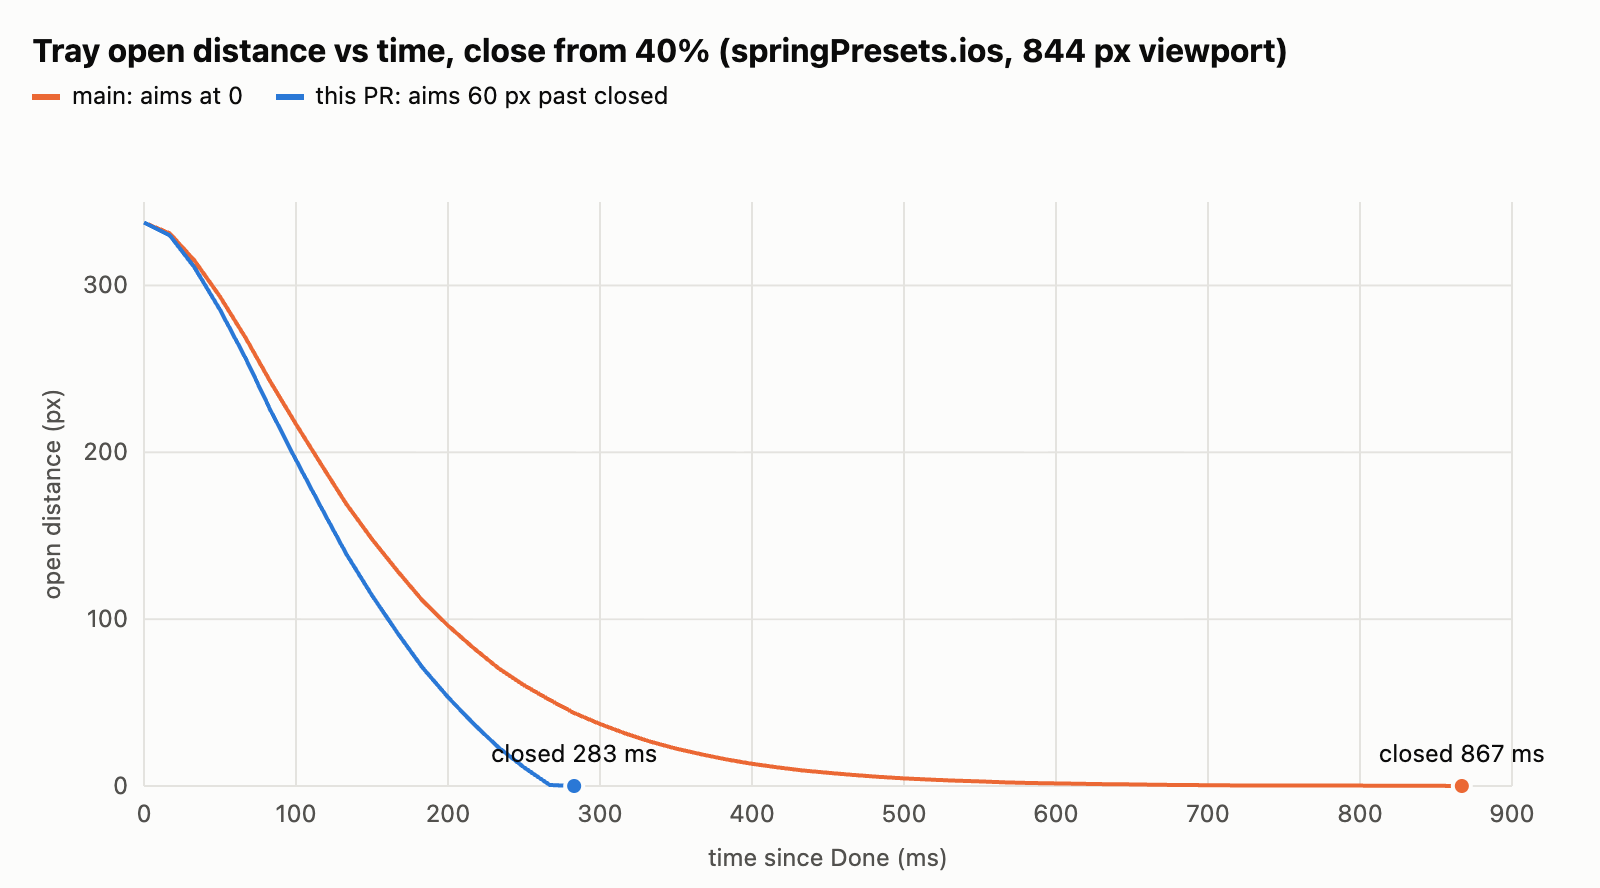 Tray open distance vs time, close from 40% (springPresets.ios, 844 px viewport)
main: aims at 0 this PR: aims 60 px past closed
open distance (px)
300
200
100
0
closed 283 ms
closed 867 ms
0 100 200 300 400 500 600 700 800 900
time since Done (ms)